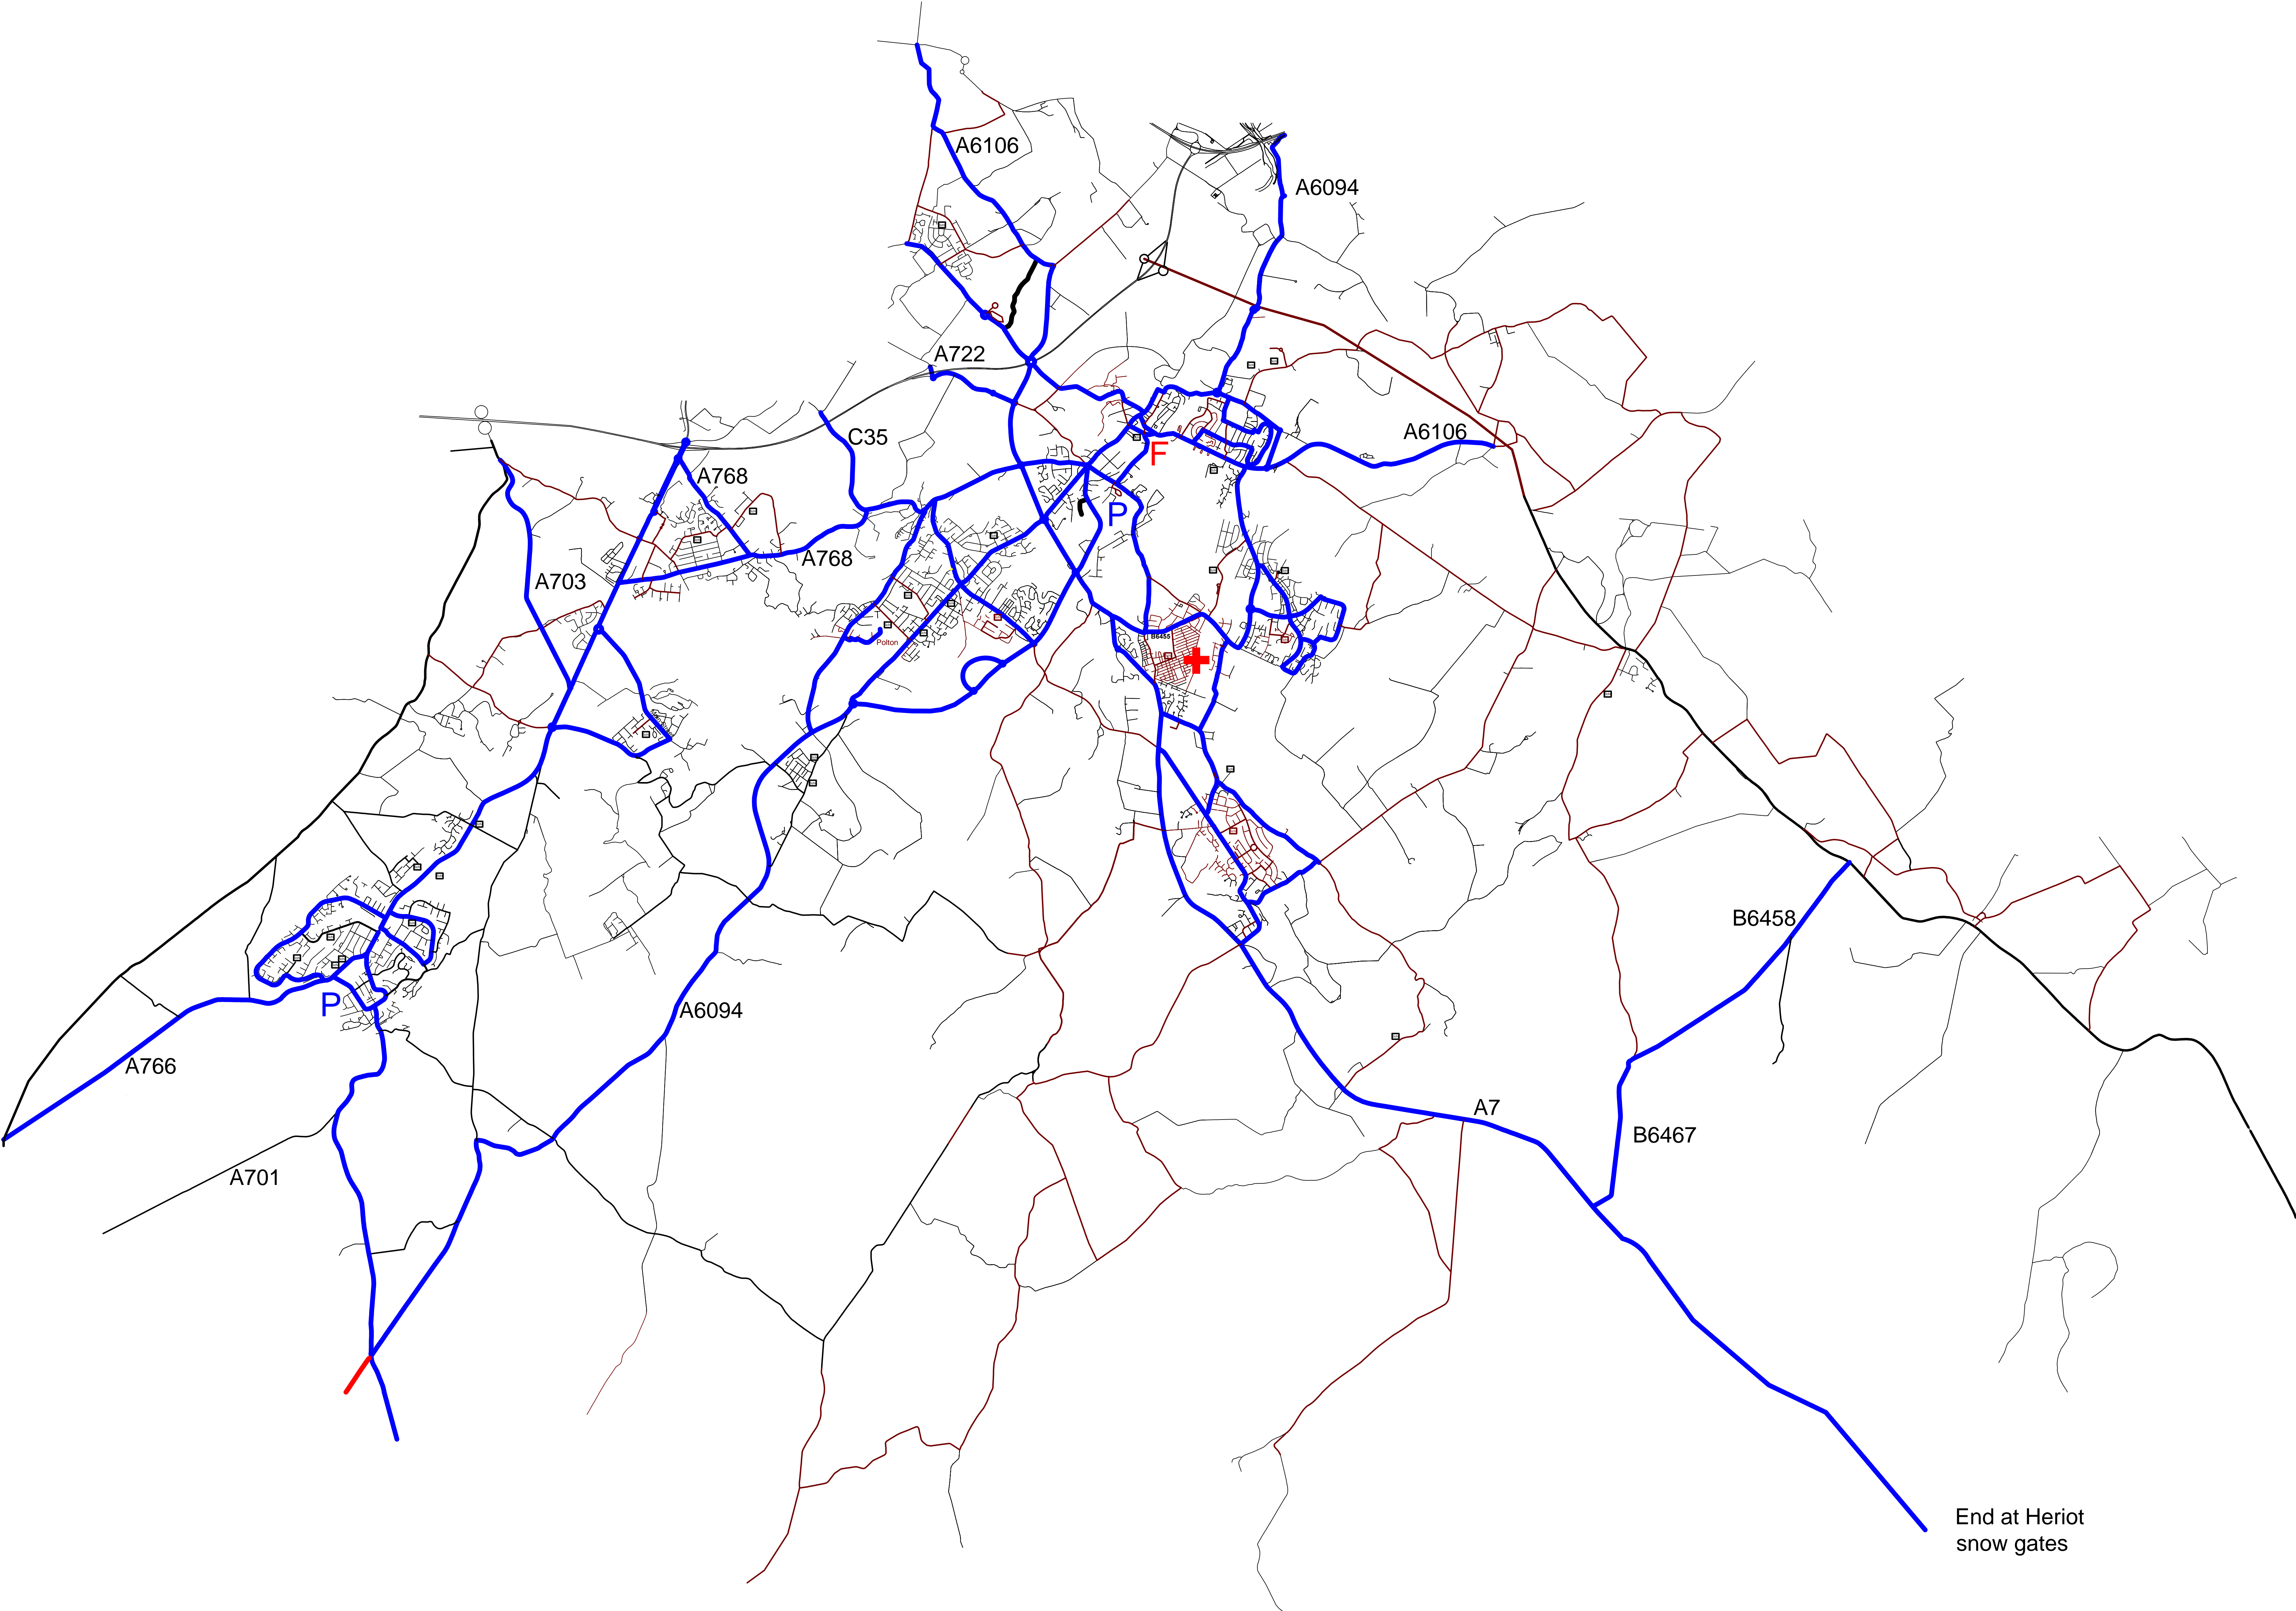 A6106
A6094
A722
C35
A6106
A768
F
P
A768
A703
B6455
Polton
B6458
P
A6094
A766
A7
B6467
A701
End at Heriot
snow gates